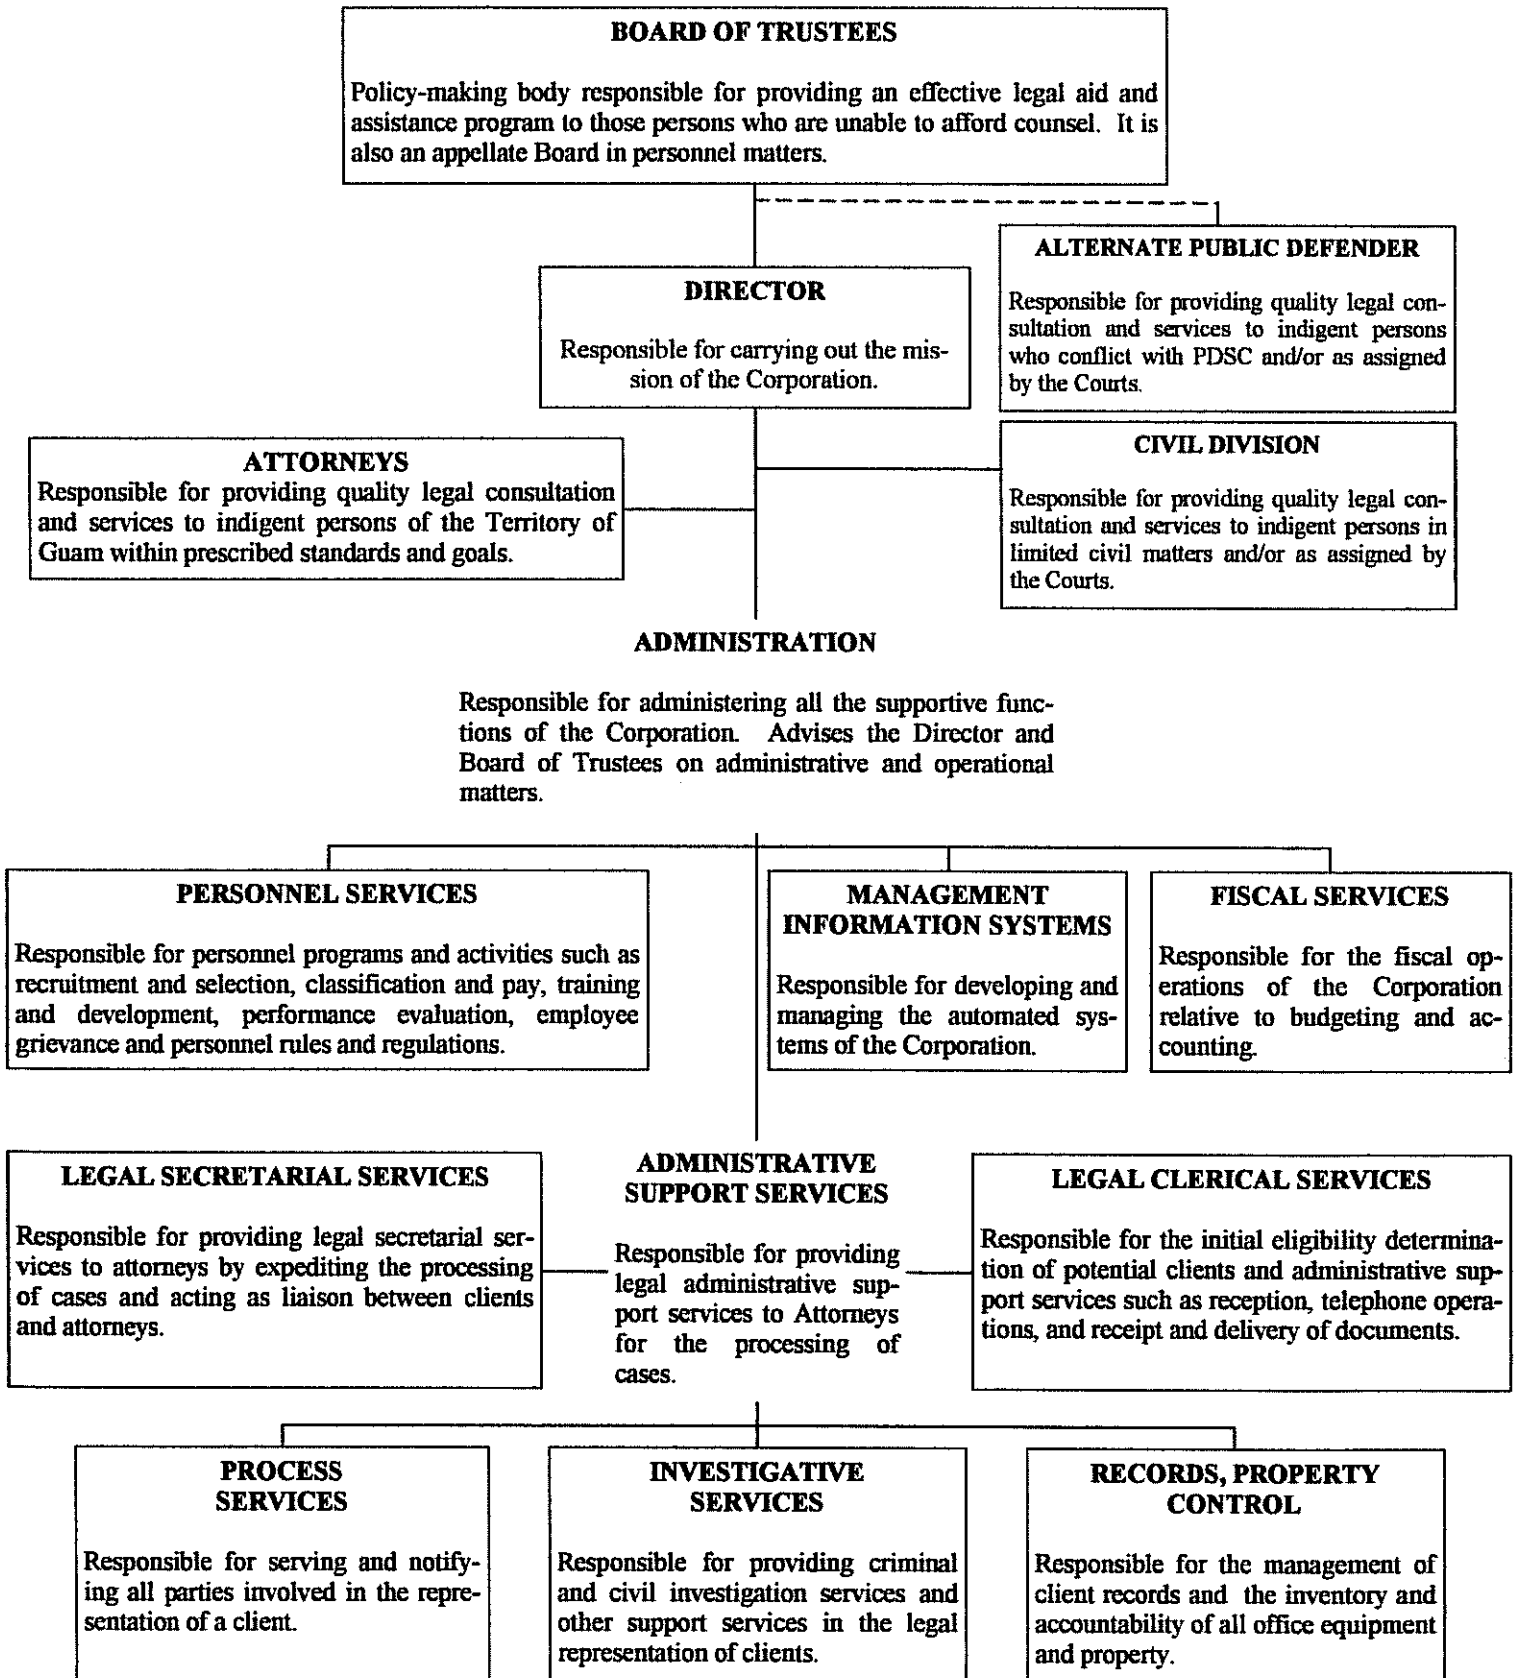 BOARD OF TRUSTEES
Policy-making body responsible for providing an effective legal aid and
assistance program to those persons who are unable to afford counsel. It is
also an appellate Board in personnel matters.
DIRECTOR
Responsible for carrying out the mis-
sion of the Corporation.
ALTERNATE PUBLIC DEFENDER
Responsible for providing quality legal con-
sultation and services to indigent persons
who conflict with PDSC and/or as assigned
by the Courts.
ATTORNEYS
Responsible for providing quality legal consultation
and services to indigent persons of the Territory of
Guam within prescribed standards and goals.
CIVIL DIVISION
Responsible for providing quality legal con-
sultation and services to indigent persons in
limited civil matters and/or as assigned by
the Courts.
ADMINISTRATION
Responsible for administering all the supportive func-
tions of the Corporation. Advises the Director and
Board of Trustees on administrative and operational
matters.
PERSONNEL SERVICES
Responsible for personnel programs and activities such as
recruitment and selection, classification and pay, training
and development, performance evaluation, employee
grievance and personnel rules and regulations.
MANAGEMENT
INFORMATION SYSTEMS
Responsible for developing and
managing the automated sys-
tems of the Corporation.
FISCAL SERVICES
Responsible for the fiscal op-
erations of the Corporation
relative to budgeting and ac-
counting.
LEGAL SECRETARIAL SERVICES
Responsible for providing legal secretarial ser-
vices to attorneys by expediting the processing
of cases and acting as liaison between clients
and attorneys.
ADMINISTRATIVE
SUPPORT SERVICES
Responsible for providing
legal administrative sup-
port services to Attorneys
for the processing of
cases.
LEGAL CLERICAL SERVICES
Responsible for the initial eligibility determina-
tion of potential clients and administrative sup-
port services such as reception, telephone opera-
tions, and receipt and delivery of documents.
PROCESS
SERVICES
Responsible for serving and notify-
ing all parties involved in the repre-
sentation of a client.
INVESTIGATIVE
SERVICES
Responsible for providing criminal
and civil investigation services and
other support services in the legal
representation of clients.
RECORDS, PROPERTY
CONTROL
Responsible for the management of
client records and the inventory and
accountability of all office equipment
and property.